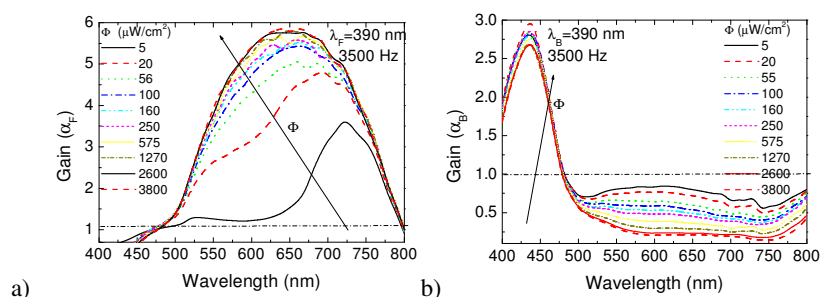 Φ (μW/cm²)
5
20
56
100
160
250
575
1270
2600
3800
λF=390 nm
3500 Hz
Φ
Gain (αF)
6
5
4
3
2
1
400 450 500 550 600 650 700 750 800
Wavelength (nm)
a)
λB=390 nm
3500 Hz
Φ
Φ (μW/cm²)
5
20
55
100
160
250
575
1270
2600
3800
Gain (αB)
3.0
2.5
2.0
1.5
1.0
0.5
400 450 500 550 600 650 700 750 800
Wavelength (nm)
b)